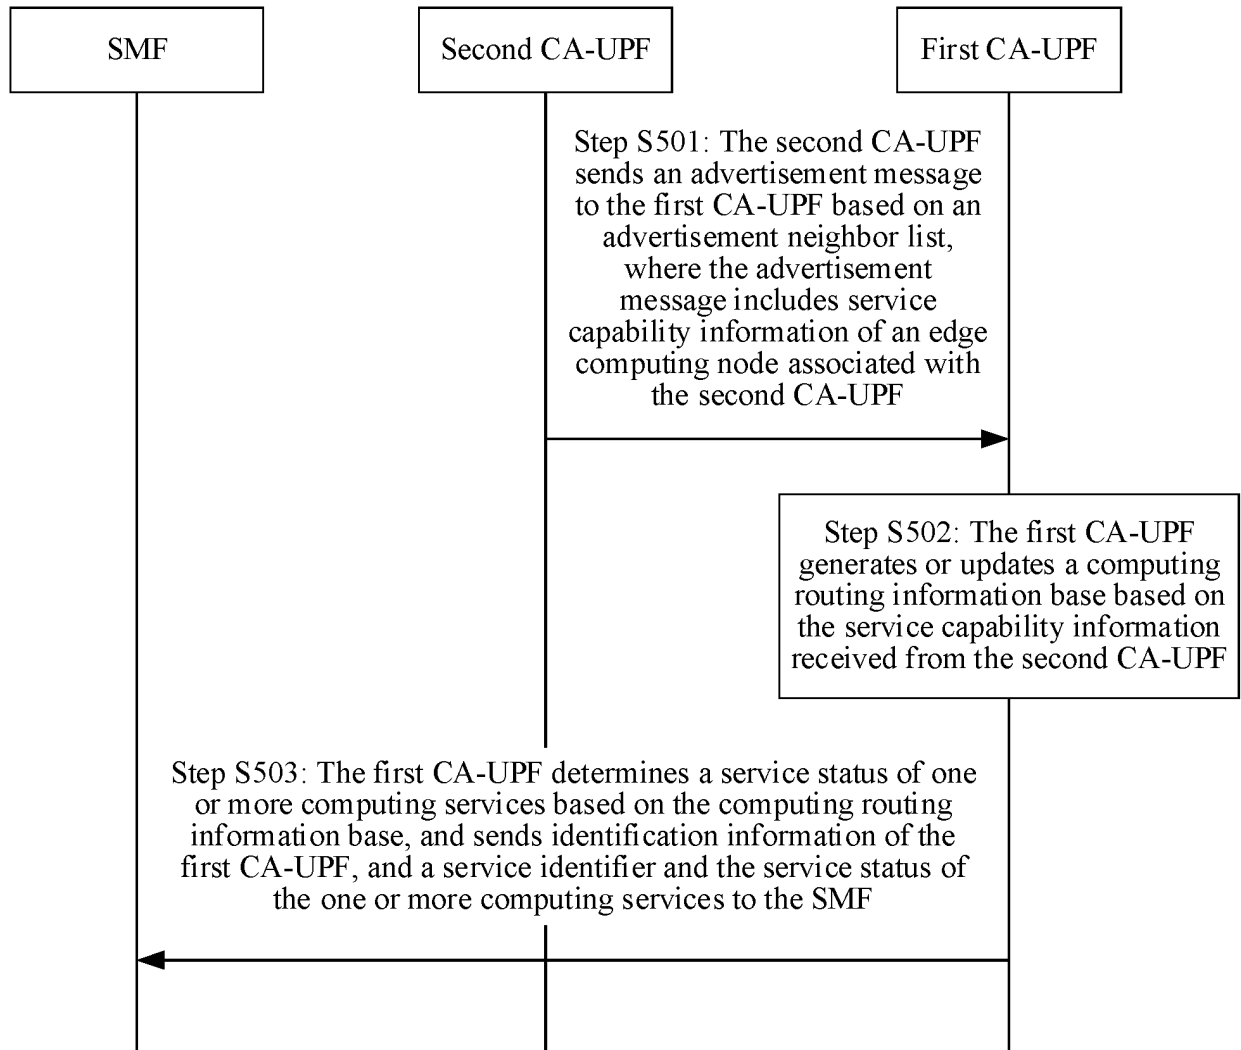 SMF
Second CA-UPF
First CA-UPF
Step S501: The second CA-UPF
sends an advertisement message
to the first CA-UPF based on an
advertisement neighbor list,
where the advertisement
message includes service
capability information of an edge
computing node associated with
the second CA-UPF
Step S502: The first CA-UPF
generates or updates a computing
routing information base based on
the service capability information
received from the second CA-UPF
Step S503: The first CA-UPF determines a service status of one
or more computing services based on the computing routing
information base, and sends identification information of the
first CA-UPF, and a service identifier and the service status of
the one or more computing services to the SMF